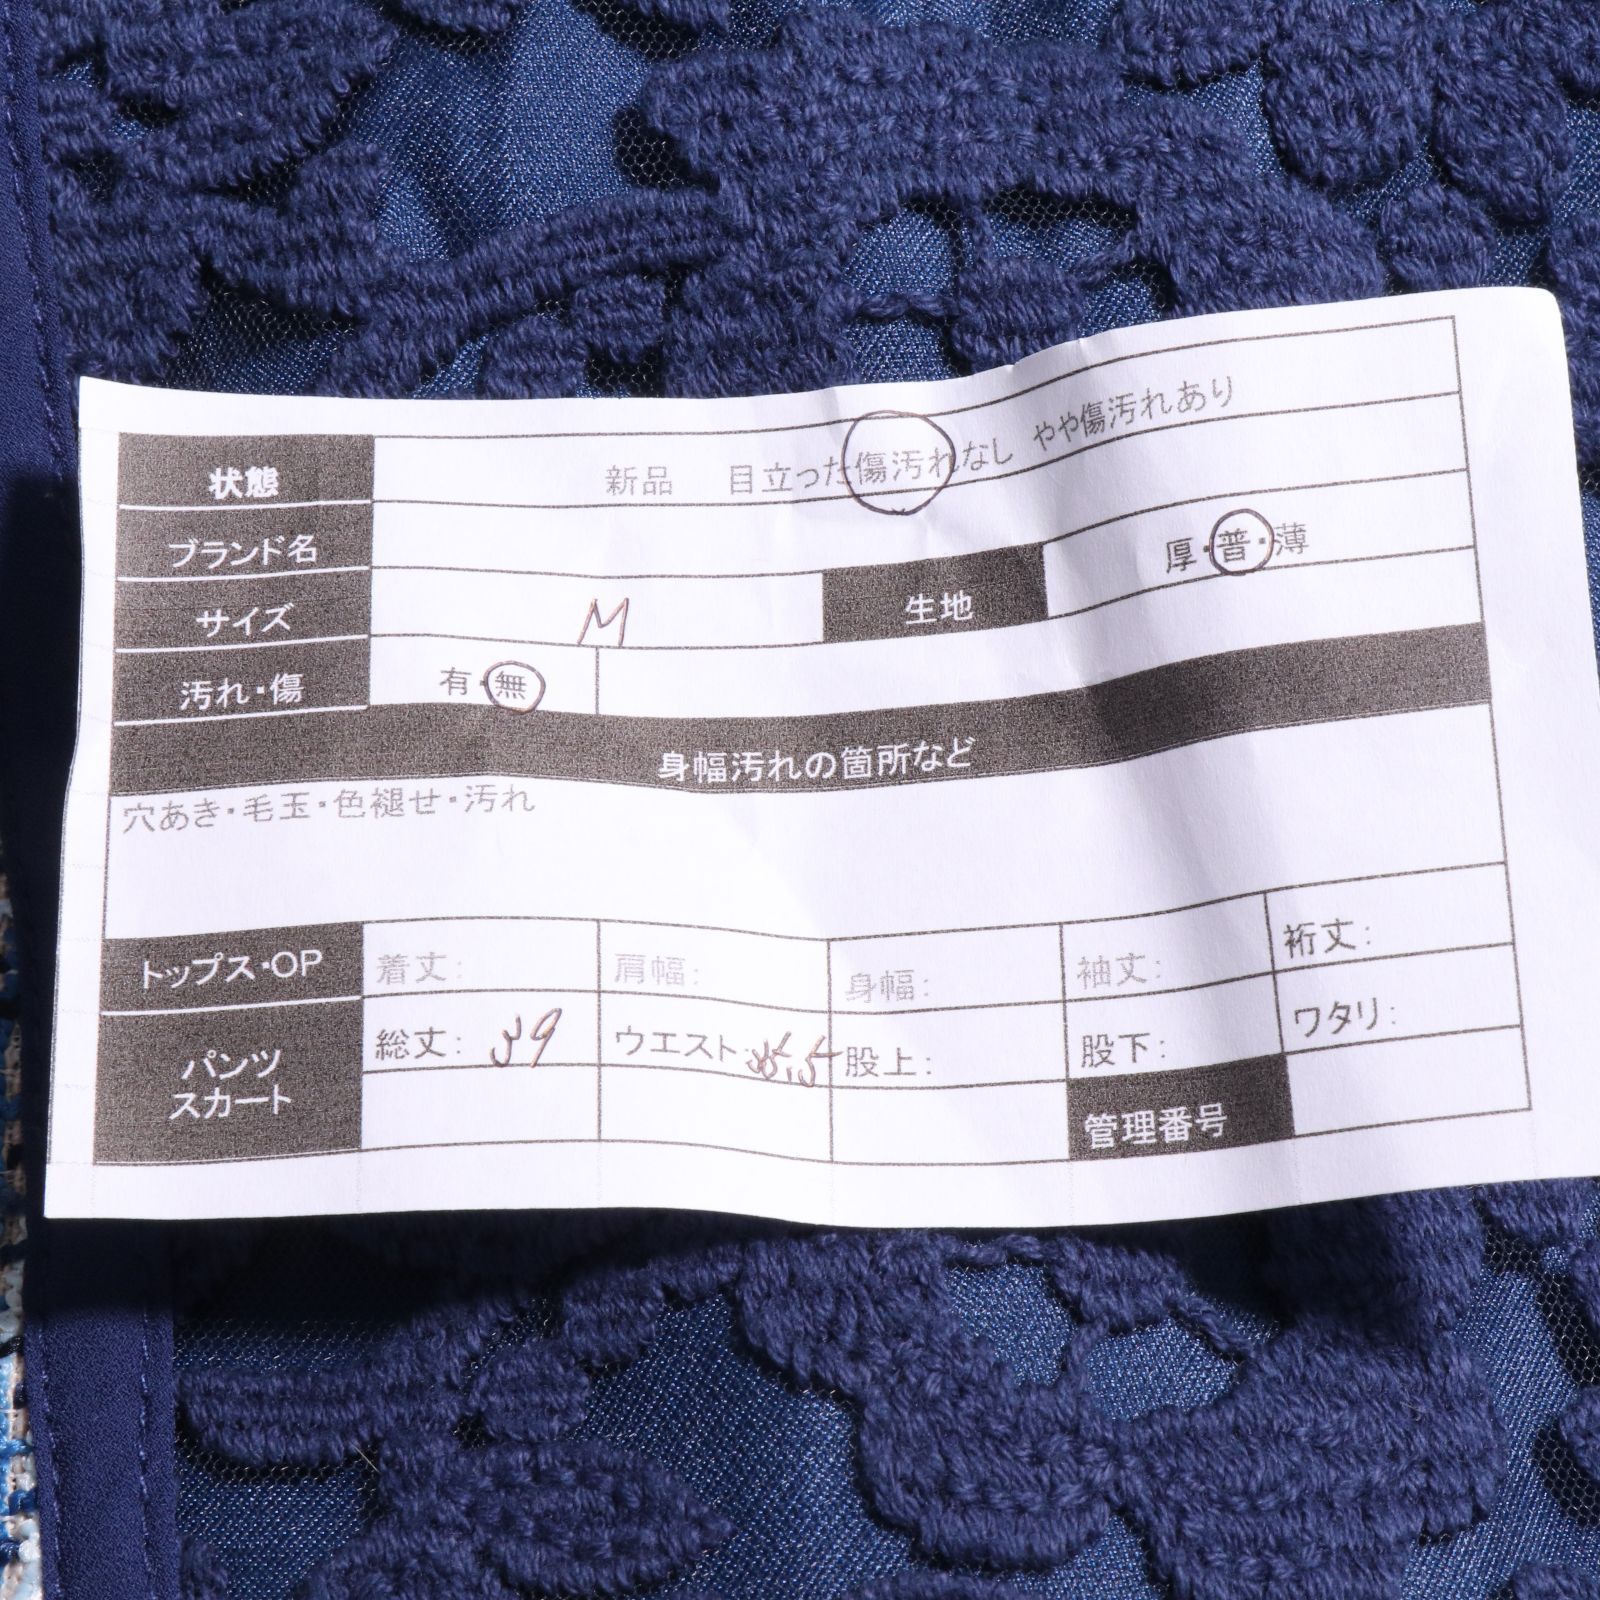 状態 新品 目立った傷汚れなし やや傷汚れあり
ブランド名
サイズ M 生地 厚・普・薄
汚れ・傷 有・無
身幅汚れの箇所など
穴あき・毛玉・色褪せ・汚れ
トップス・OP 着丈: 肩幅: 身幅: 袖丈: 裄丈:
パンツ スカート 総丈: 59 ウエスト: 股上: 股下: ワタリ:
管理番号